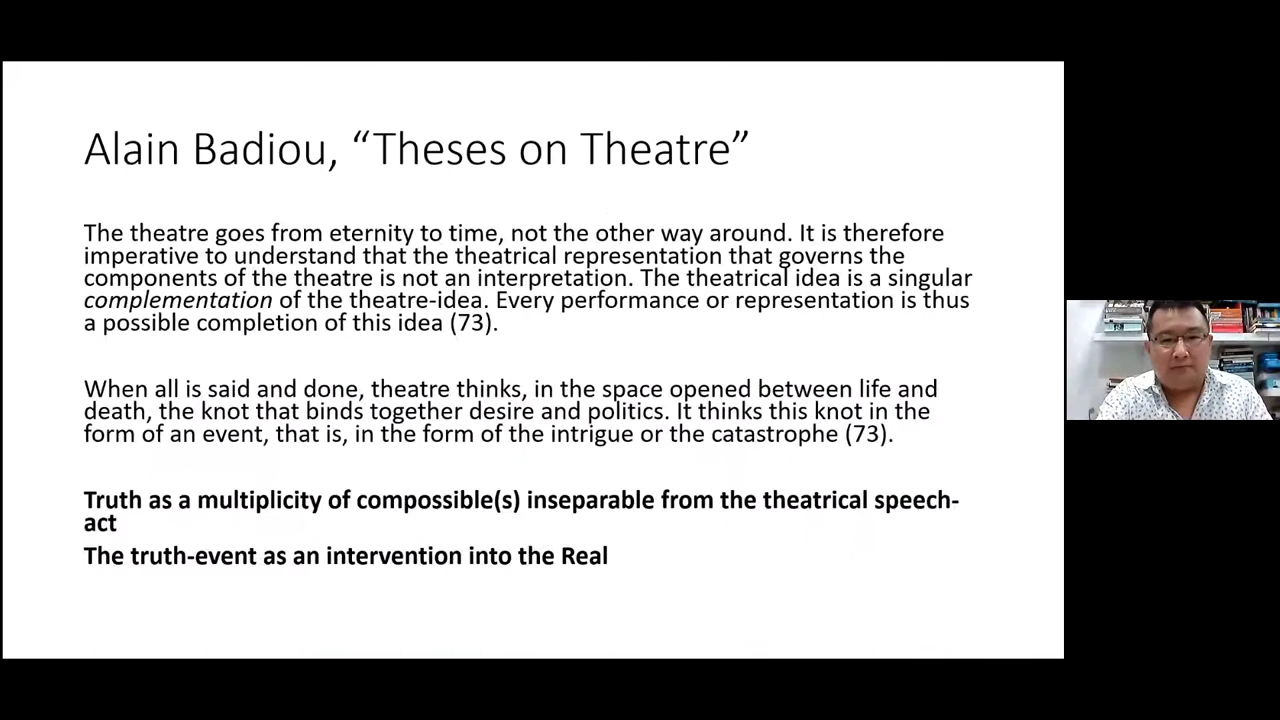 Alain Badiou, “Theses on Theatre”
The theatre goes from eternity to time, not the other way around. It is therefore
imperative to understand that the theatrical representation that governs the
components of the theatre is not an interpretation. The theatrical idea is a singular
complementation of the theatre-idea. Every performance or representation is thus
a possible completion of this idea (73).
When all is said and done, theatre thinks, in the space opened between life and
death, the knot that binds together desire and politics. It thinks this knot in the
form of an event, that is, in the form of the intrigue or the catastrophe (73).
Truth as a multiplicity of compossible(s) inseparable from the theatrical speech-
act
The truth-event as an intervention into the Real